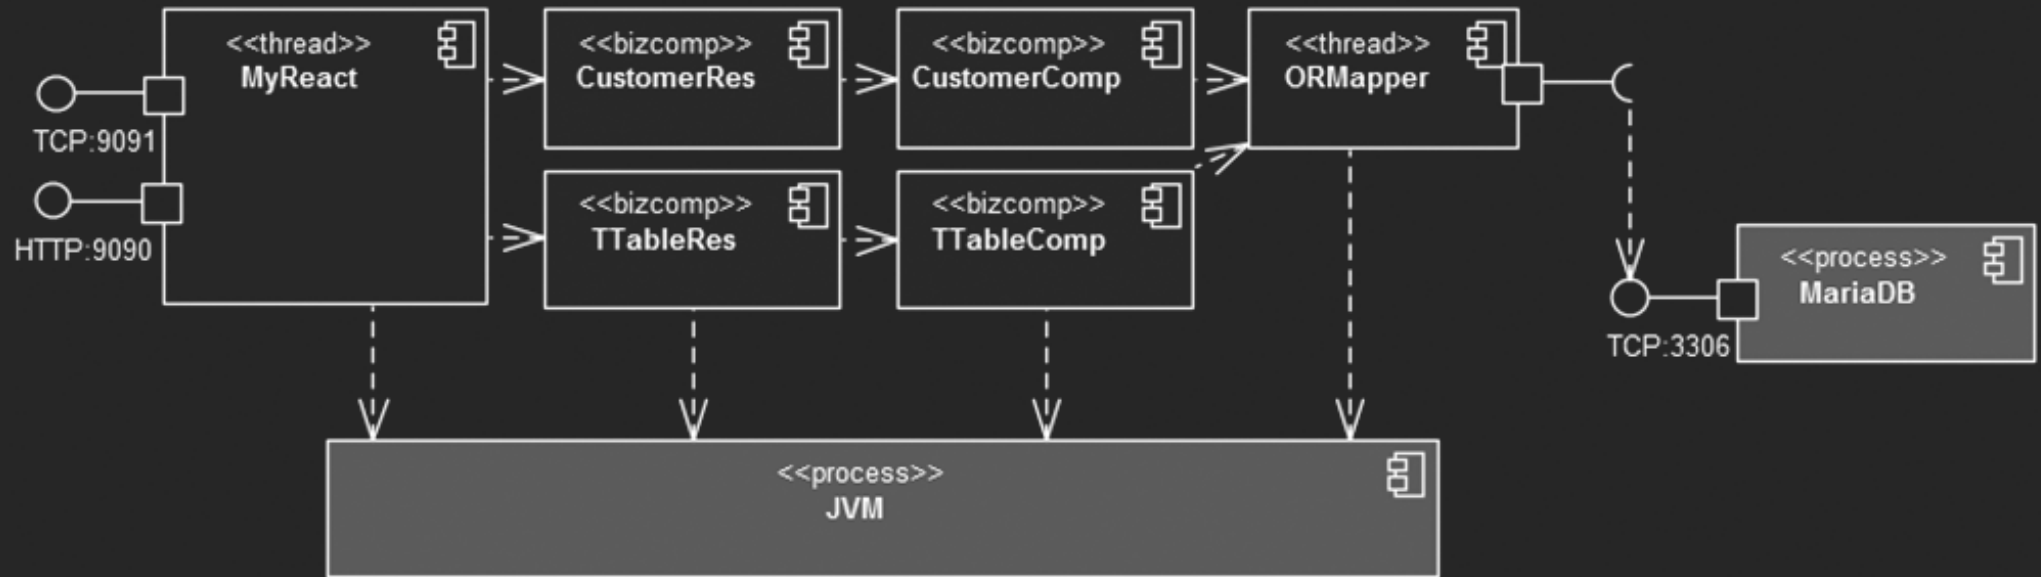 <<thread>>
MyReact
<<bizcomp>>
CustomerRes
<<bizcomp>>
CustomerComp
<<thread>>
ORMapper
TCP:9091
HTTP:9090
<<bizcomp>>
TTableRes
<<bizcomp>>
TTableComp
<<process>>
MariaDB
TCP:3306
<<process>>
JVM